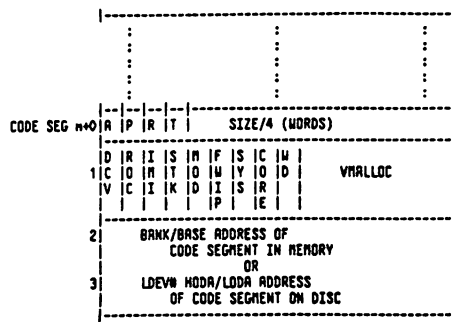 CODE SEG n+0|A |P |R |T | SIZE/4 (WORDS)
|D |R |I |S |M |F |S |C |W |
1|C |O |M |T |O |W |Y |O |D | VMALLOC
|V |C |I |K |D |I |S |R | |
| | | | | |P | |E | |
2| BANK/BASE ADDRESS OF
CODE SEGMENT IN MEMORY
OR
3| LDEV# HODA/LODA ADDRESS
OF CODE SEGMENT ON DISC